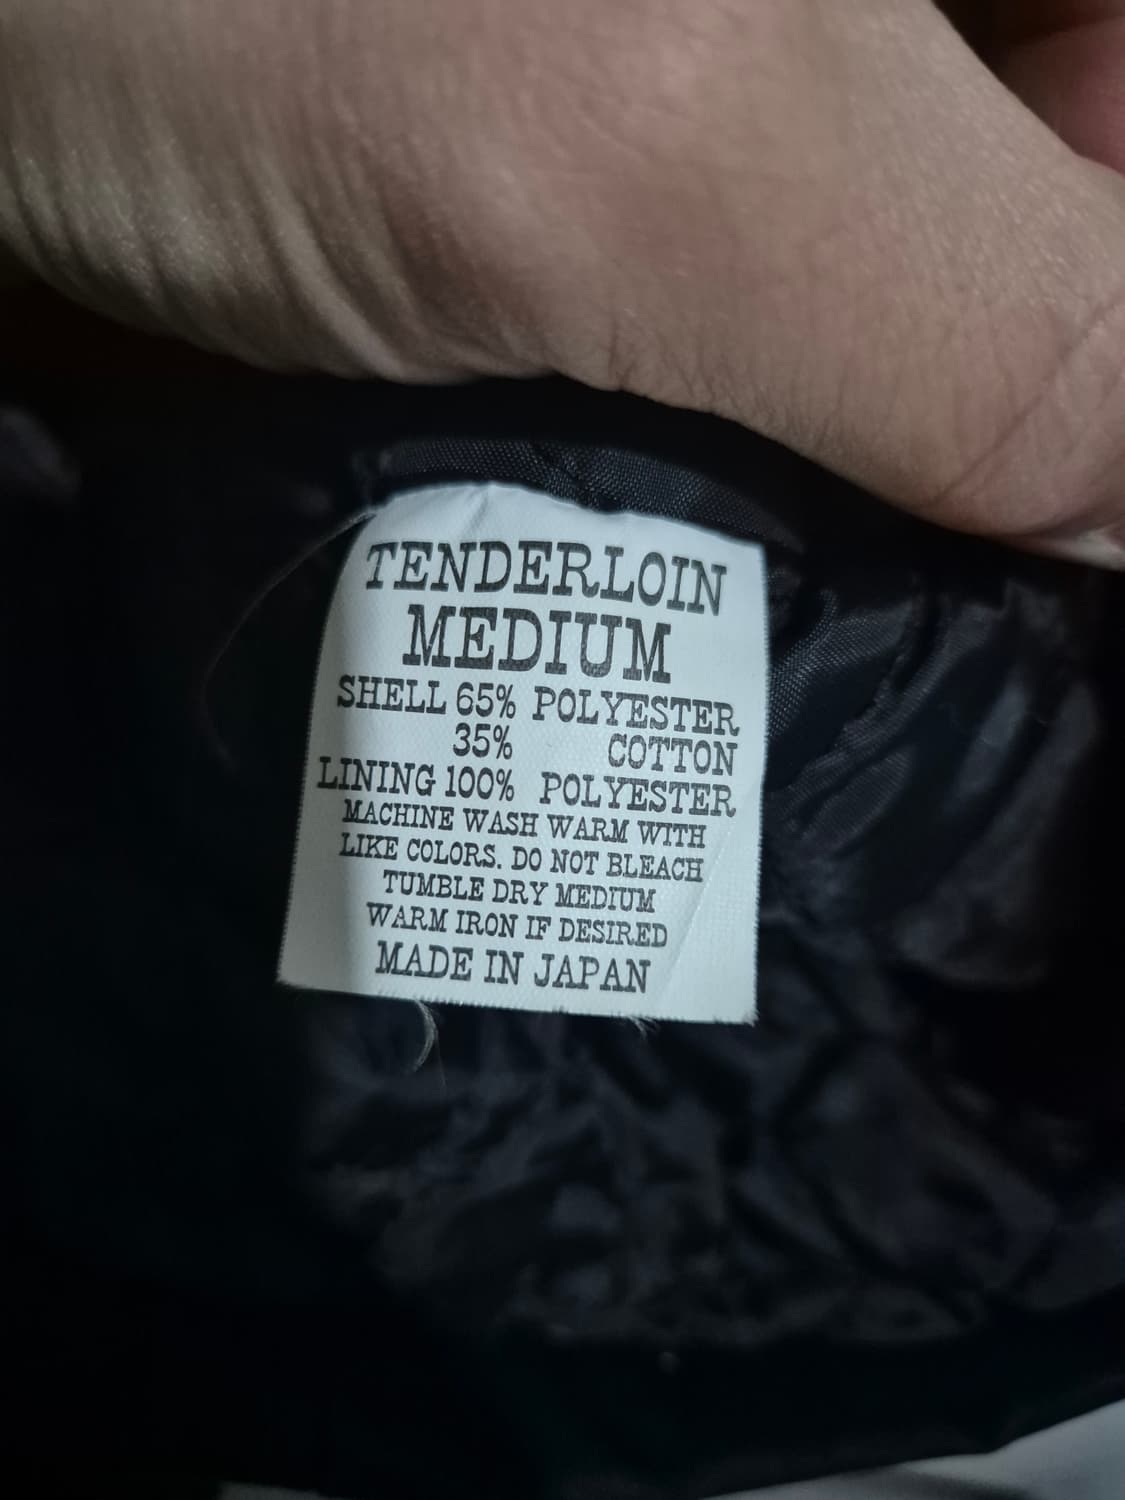 TENDERLOIN
MEDIUM
SHELL 65% POLYESTER
35% COTTON
LINING 100% POLYESTER
MACHINE WASH WARM WITH
LIKE COLORS. DO NOT BLEACH
TUMBLE DRY MEDIUM
WARM IRON IF DESIRED
MADE IN JAPAN